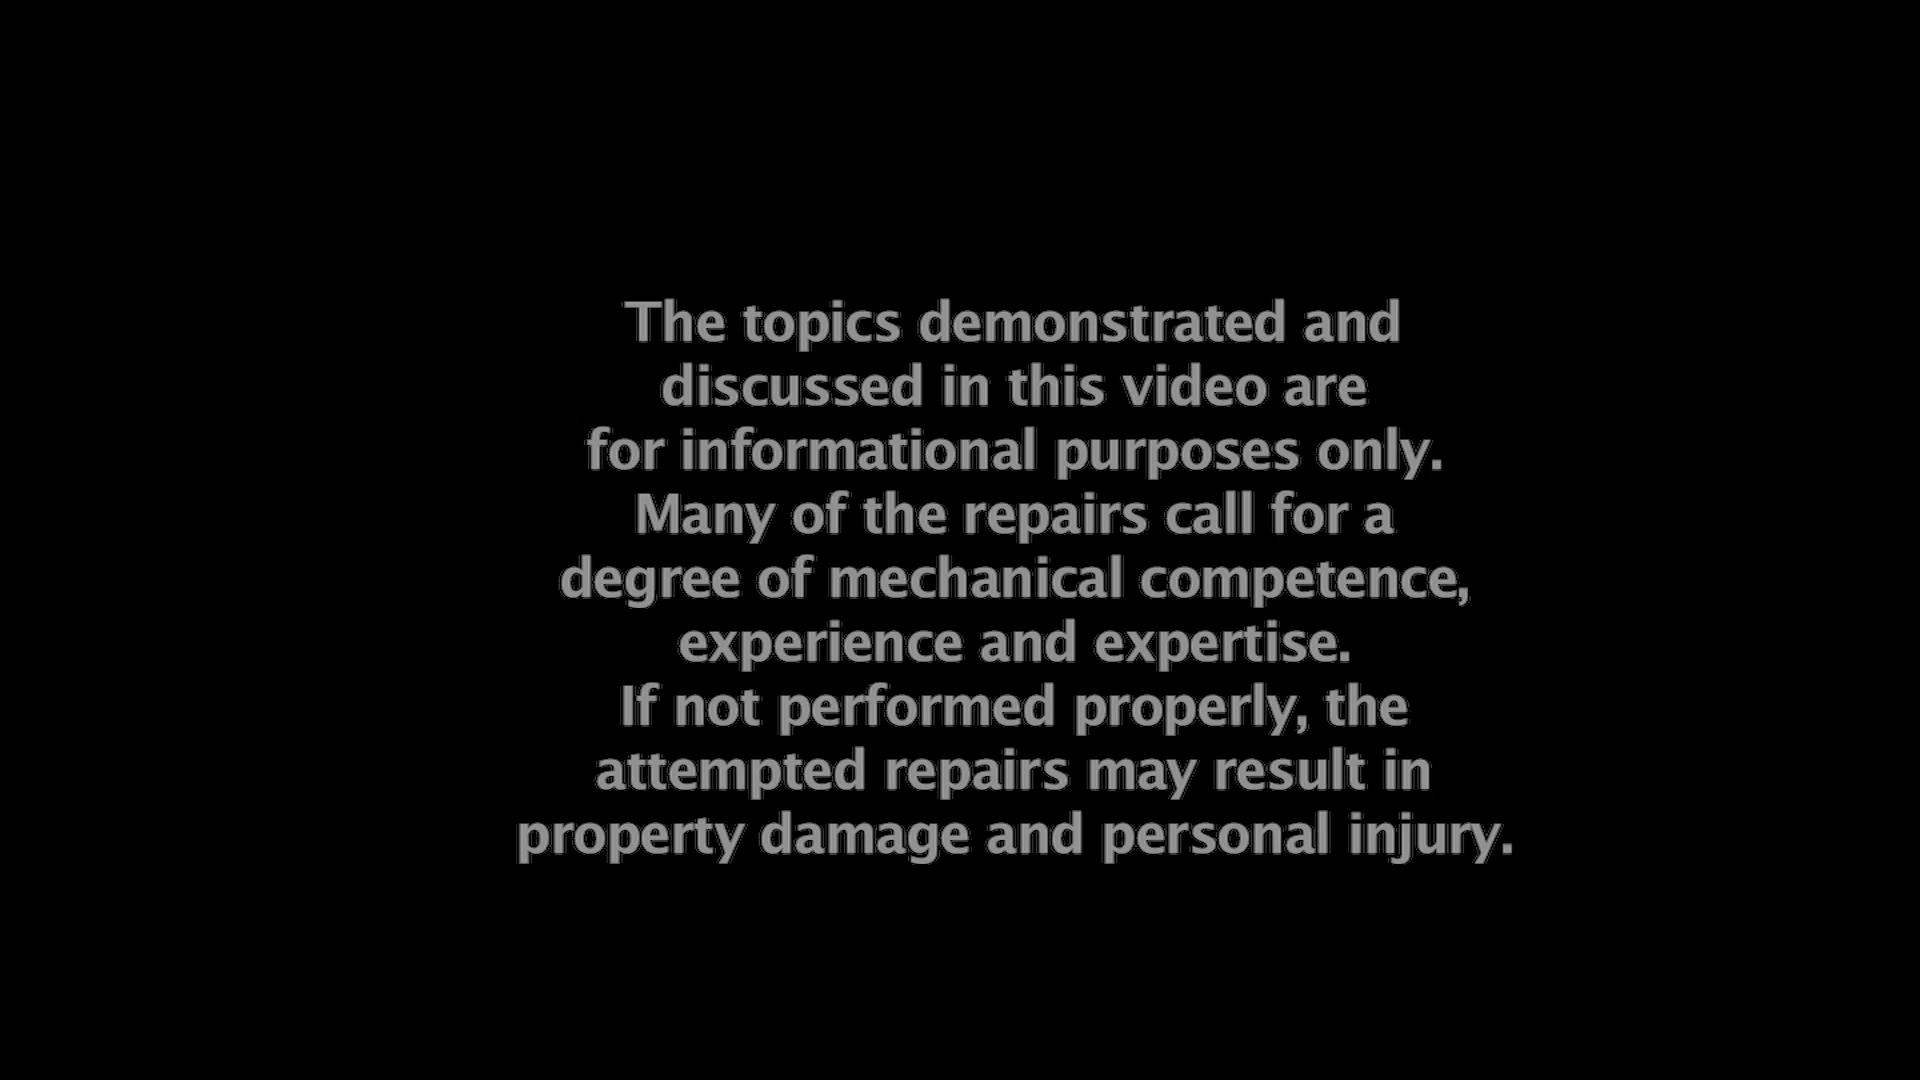 The topics demonstrated and
discussed in this video are
for informational purposes only.
Many of the repairs call for a
degree of mechanical competence,
experience and expertise.
If not performed properly, the
attempted repairs may result in
property damage and personal injury.